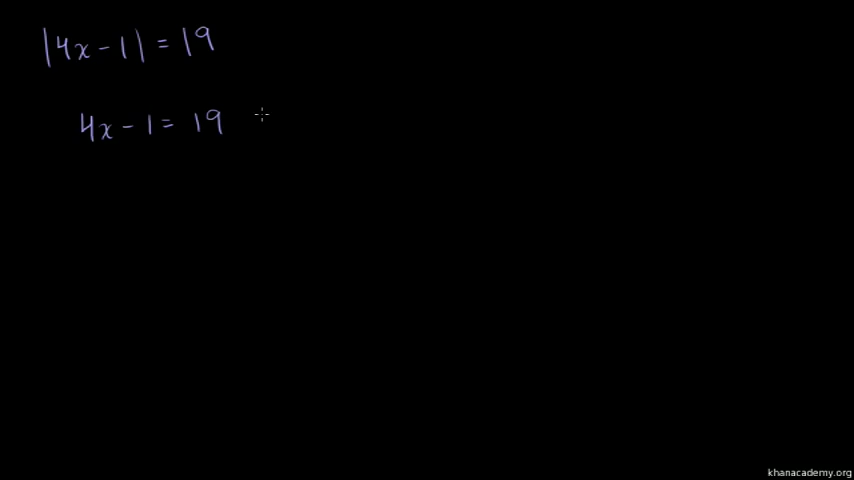 |4x - 1| = 19
4x - 1 = 19
khanacademy.org